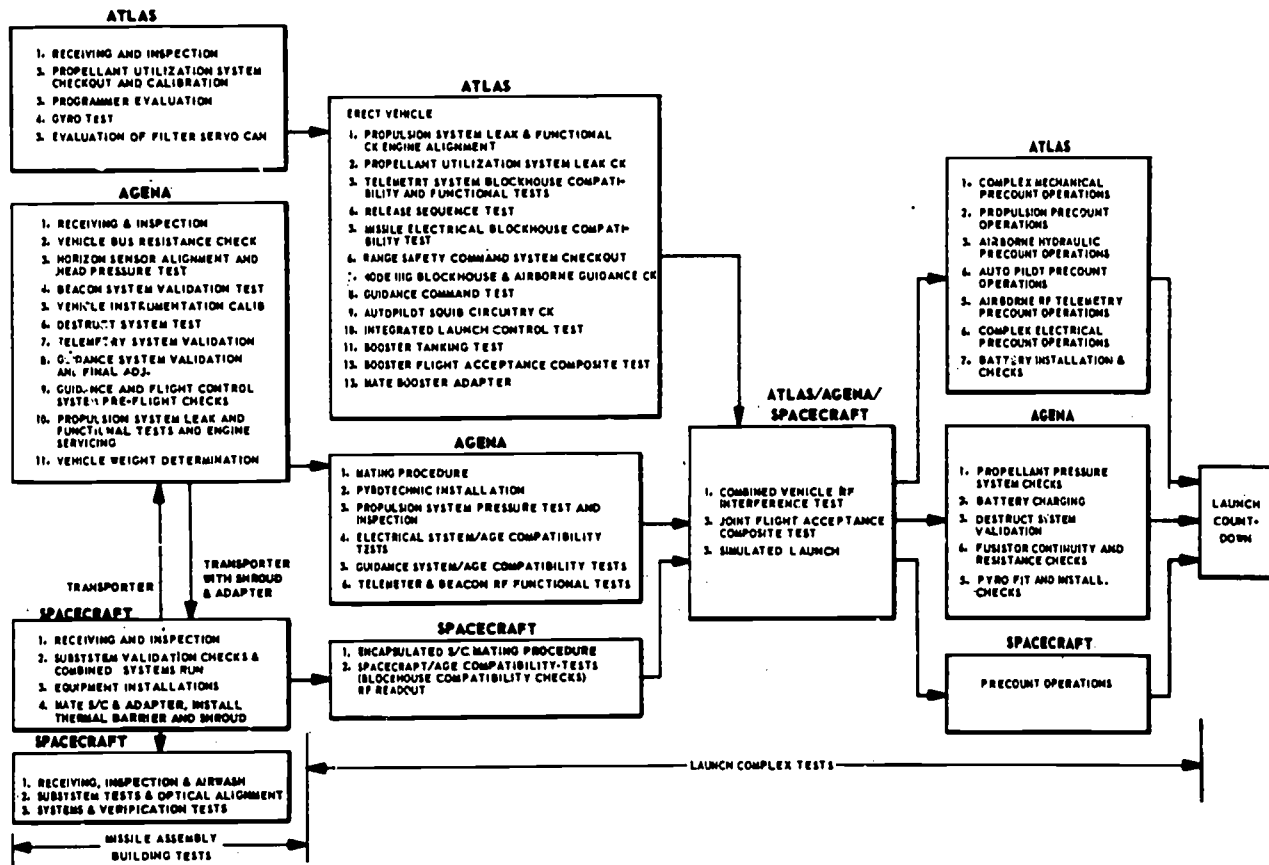 ATLAS
1. RECEIVING AND INSPECTION
2. PROPELLANT UTILIZATION SYSTEM
CHECKOUT AND CALIBRATION
3. PROGRAMMER EVALUATION
4. GYRO TEST
5. EVALUATION OF FILTER SERVO CAN
AGENA
1. RECEIVING & INSPECTION
2. VEHICLE BUS RESISTANCE CHECK
3. HORIZON SENSOR ALIGNMENT AND
HEAD PRESSURE TEST
4. BEACON SYSTEM VALIDATION TEST
5. VEHICLE INSTRUMENTATION CALIB
6. DESTRUCT SYSTEM TEST
7. TELEMETRY SYSTEM VALIDATION
8. GUIDANCE SYSTEM VALIDATION
AND FINAL ADJ.
9. GUIDANCE AND FLIGHT CONTROL
SYSTEM PRE-FLIGHT CHECKS
10. PROPULSION SYSTEM LEAK AND
FUNCTIONAL TESTS AND ENGINE
SERVICING
11. VEHICLE WEIGHT DETERMINATION
TRANSPORTER
TRANSPORTER
WITH SHROUD
& ADAPTER
SPACECRAFT
1. RECEIVING AND INSPECTION
2. SUBSYSTEM VALIDATION CHECKS &
COMBINED SYSTEMS RUN
3. EQUIPMENT INSTALLATIONS
4. MATE S/C & ADAPTER, INSTALL
THERMAL BARRIER AND SHROUD
SPACECRAFT
1. RECEIVING, INSPECTION & AIRWASH
2. SUBSYSTEM TESTS & OPTICAL ALIGNMENT
3. SYSTEMS & VERIFICATION TESTS
MISSILE ASSEMBLY
BUILDING TESTS
ATLAS
ERECT VEHICLE
1. PROPULSION SYSTEM LEAK & FUNCTIONAL
CK ENGINE ALIGNMENT
2. PROPELLANT UTILIZATION SYSTEM LEAK CK
3. TELEMETRY SYSTEM BLOCKHOUSE COMPATI-
BILITY AND FUNCTIONAL TESTS
4. RELEASE SEQUENCE TEST
5. MISSILE ELECTRICAL BLOCKHOUSE COMPATI-
BILITY TEST
6. RANGE SAFETY COMMAND SYSTEM CHECKOUT
7. MODE IIIG BLOCKHOUSE & AIRBORNE GUIDANCE CK
8. GUIDANCE COMMAND TEST
9. AUTOPILOT SQUIB CIRCUITRY CK
10. INTEGRATED LAUNCH CONTROL TEST
11. BOOSTER TANKING TEST
12. BOOSTER FLIGHT ACCEPTANCE COMPOSITE TEST
13. MATE BOOSTER ADAPTER
AGENA
1. MATING PROCEDURE
2. PYROTECHNIC INSTALLATION
3. PROPULSION SYSTEM PRESSURE TEST AND
INSPECTION
4. ELECTRICAL SYSTEM/AGE COMPATIBILITY
TESTS
5. GUIDANCE SYSTEM/AGE COMPATIBILITY TESTS
6. TELEMETER & BEACON RF FUNCTIONAL TESTS
SPACECRAFT
1. ENCAPSULATED S/C MATING PROCEDURE
2. SPACECRAFT/AGE COMPATIBILITY-TESTS
(BLOCKHOUSE COMPATIBILITY CHECKS)
RF READOUT
ATLAS/AGENA/
SPACECRAFT
1. COMBINED VEHICLE RF
INTERFERENCE TEST
2. JOINT FLIGHT ACCEPTANCE
COMPOSITE TEST
3. SIMULATED LAUNCH
ATLAS
1. COMPLEX MECHANICAL
PRECOUNT OPERATIONS
2. PROPULSION PRECOUNT
OPERATIONS
3. AIRBORNE HYDRAULIC
PRECOUNT OPERATIONS
4. AUTO PILOT PRECOUNT
OPERATIONS
5. AIRBORNE RF TELEMETRY
PRECOUNT OPERATIONS
6. COMPLEX ELECTRICAL
PRECOUNT OPERATIONS
7. BATTERY INSTALLATION &
CHECKS
AGENA
1. PROPELLANT PRESSURE
SYSTEM CHECKS
2. BATTERY CHARGING
3. DESTRUCT SYSTEM
VALIDATION
4. FUSISTOR CONTINUITY AND
RESISTANCE CHECKS
5. PYRO FIT AND INSTALL.
CHECKS
SPACECRAFT
PRECOUNT OPERATIONS
LAUNCH
COUNT-
DOWN
LAUNCH COMPLEX TESTS